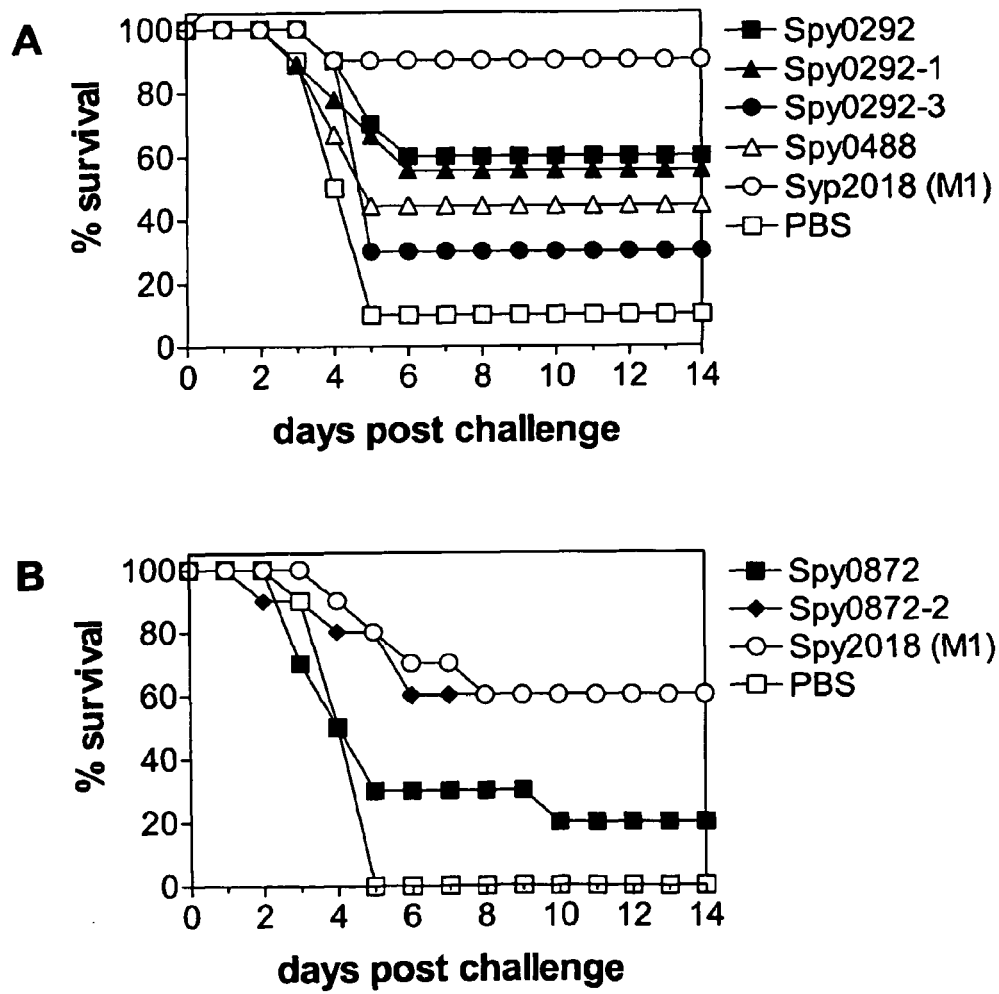 A
% survival
100
80
60
40
20
0
0 2 4 6 8 10 12 14
days post challenge
Spy0292
Spy0292-1
Spy0292-3
Spy0488
Syp2018 (M1)
PBS
B
% survival
100
80
60
40
20
0
0 2 4 6 8 10 12 14
days post challenge
Spy0872
Spy0872-2
Spy2018 (M1)
PBS